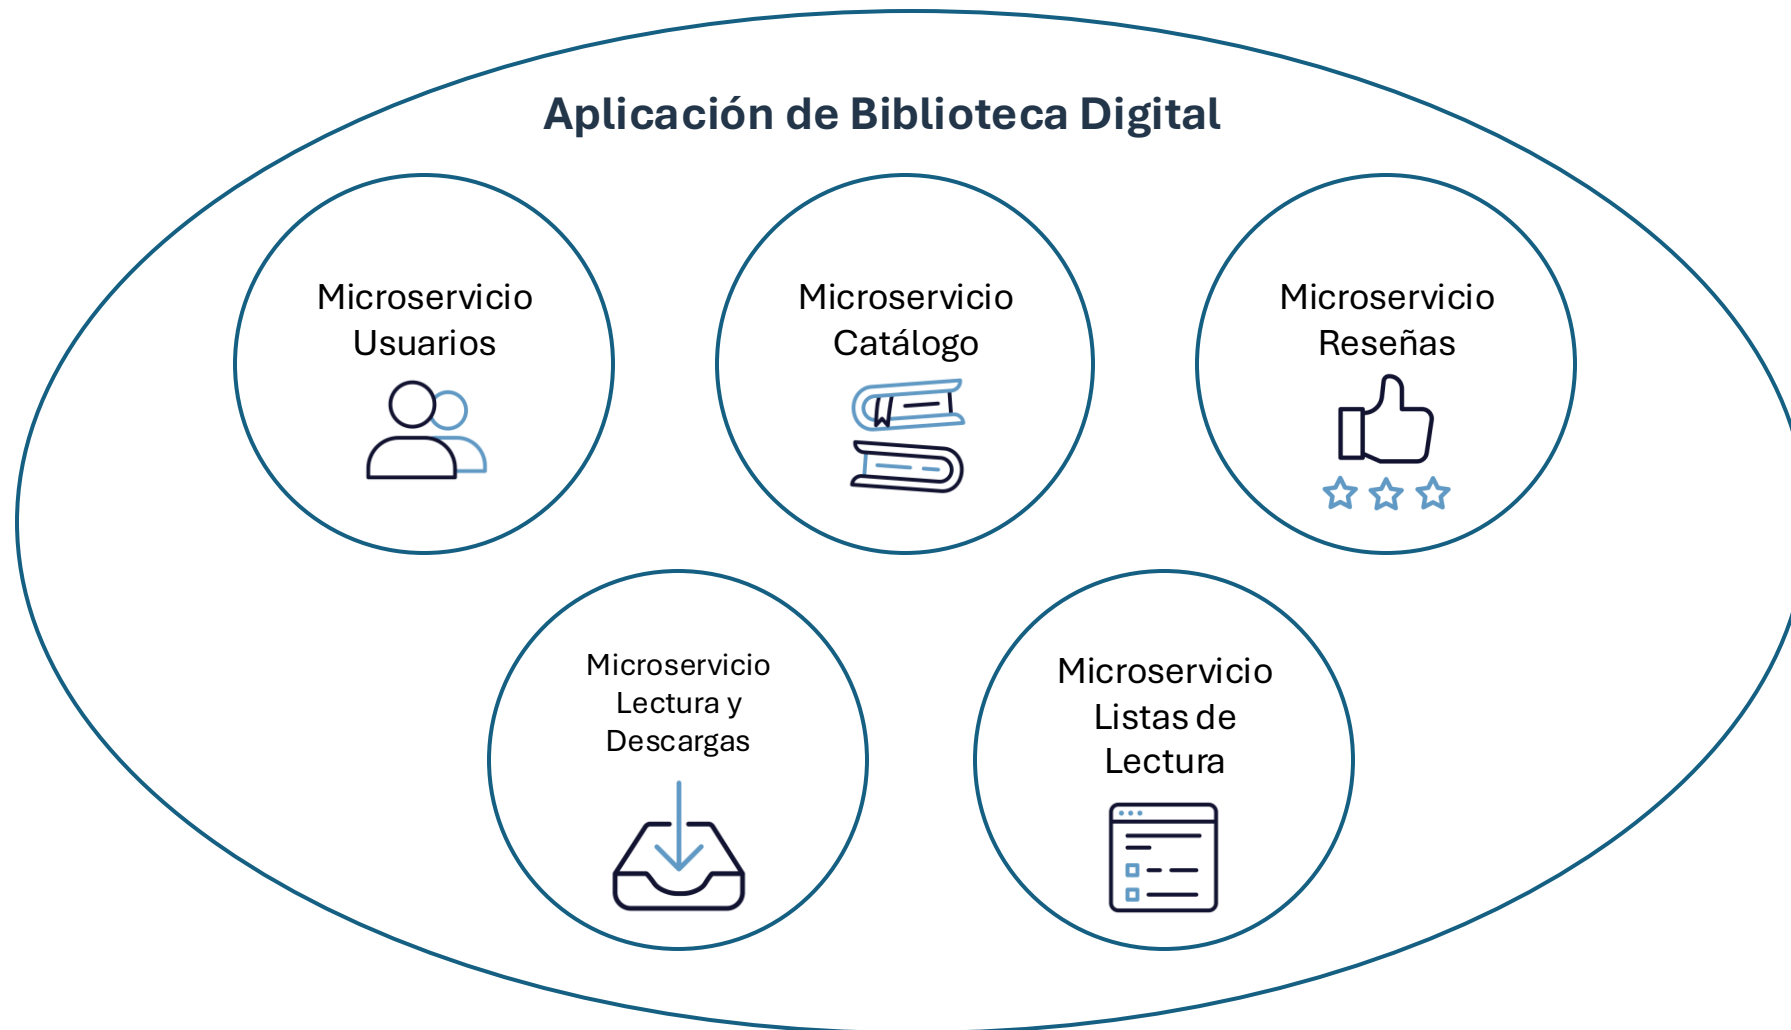 Aplicación de Biblioteca Digital
Microservicio
Usuarios
Microservicio
Catálogo
Microservicio
Reseñas
Microservicio
Lectura y
Descargas
Microservicio
Listas de
Lectura